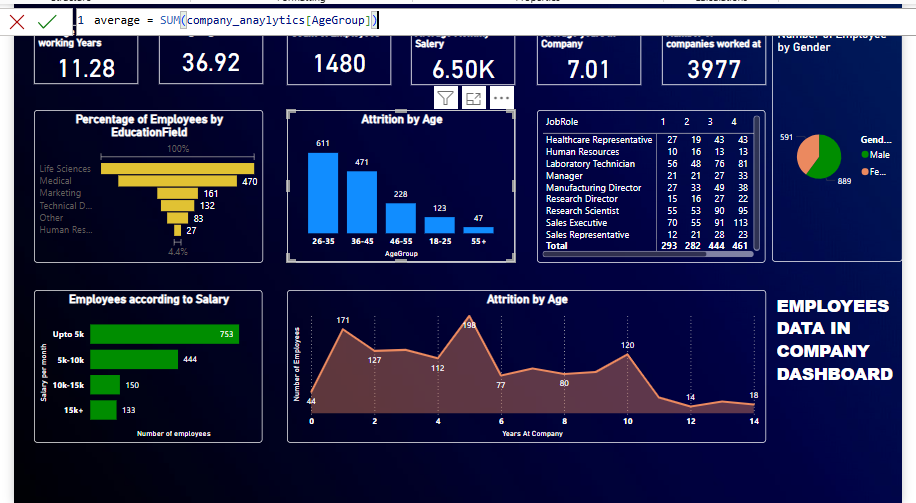 1 average = SUM(company_anaylytics[AgeGroup])
working Years
11.28
36.92
1480
Salery
6.50K
Company
7.01
companies worked at
3977
Number of Employee
by Gender
Percentage of Employees by
EducationField
100%
Life Sciences
Medical 470
Marketing 161
Technical D... 132
Other 83
Human Res... 27
4.4%
Attrition by Age
611
471
228
123
47
26-35 36-45 46-55 18-25 55+
AgeGroup
JobRole 1 2 3 4
Healthcare Representative 27 19 43 43
Human Resources 10 16 13 13
Laboratory Technician 56 48 76 81
Manager 21 21 27 33
Manufacturing Director 27 33 49 38
Research Director 15 16 27 22
Research Scientist 55 53 90 95
Sales Executive 70 55 91 113
Sales Representative 12 21 28 23
Total 293 282 444 461
591
889
Gend...
Male
Fe...
Employees according to Salary
Salary per month
Upto 5k 753
5k-10k 444
10k-15k 150
15k+ 133
Number of employees
Attrition by Age
Number of Employees
44
171
127
112
198
77
80
120
14
18
0 2 4 6 8 10 12 14
Years At Company
EMPLOYEES
DATA IN
COMPANY
DASHBOARD